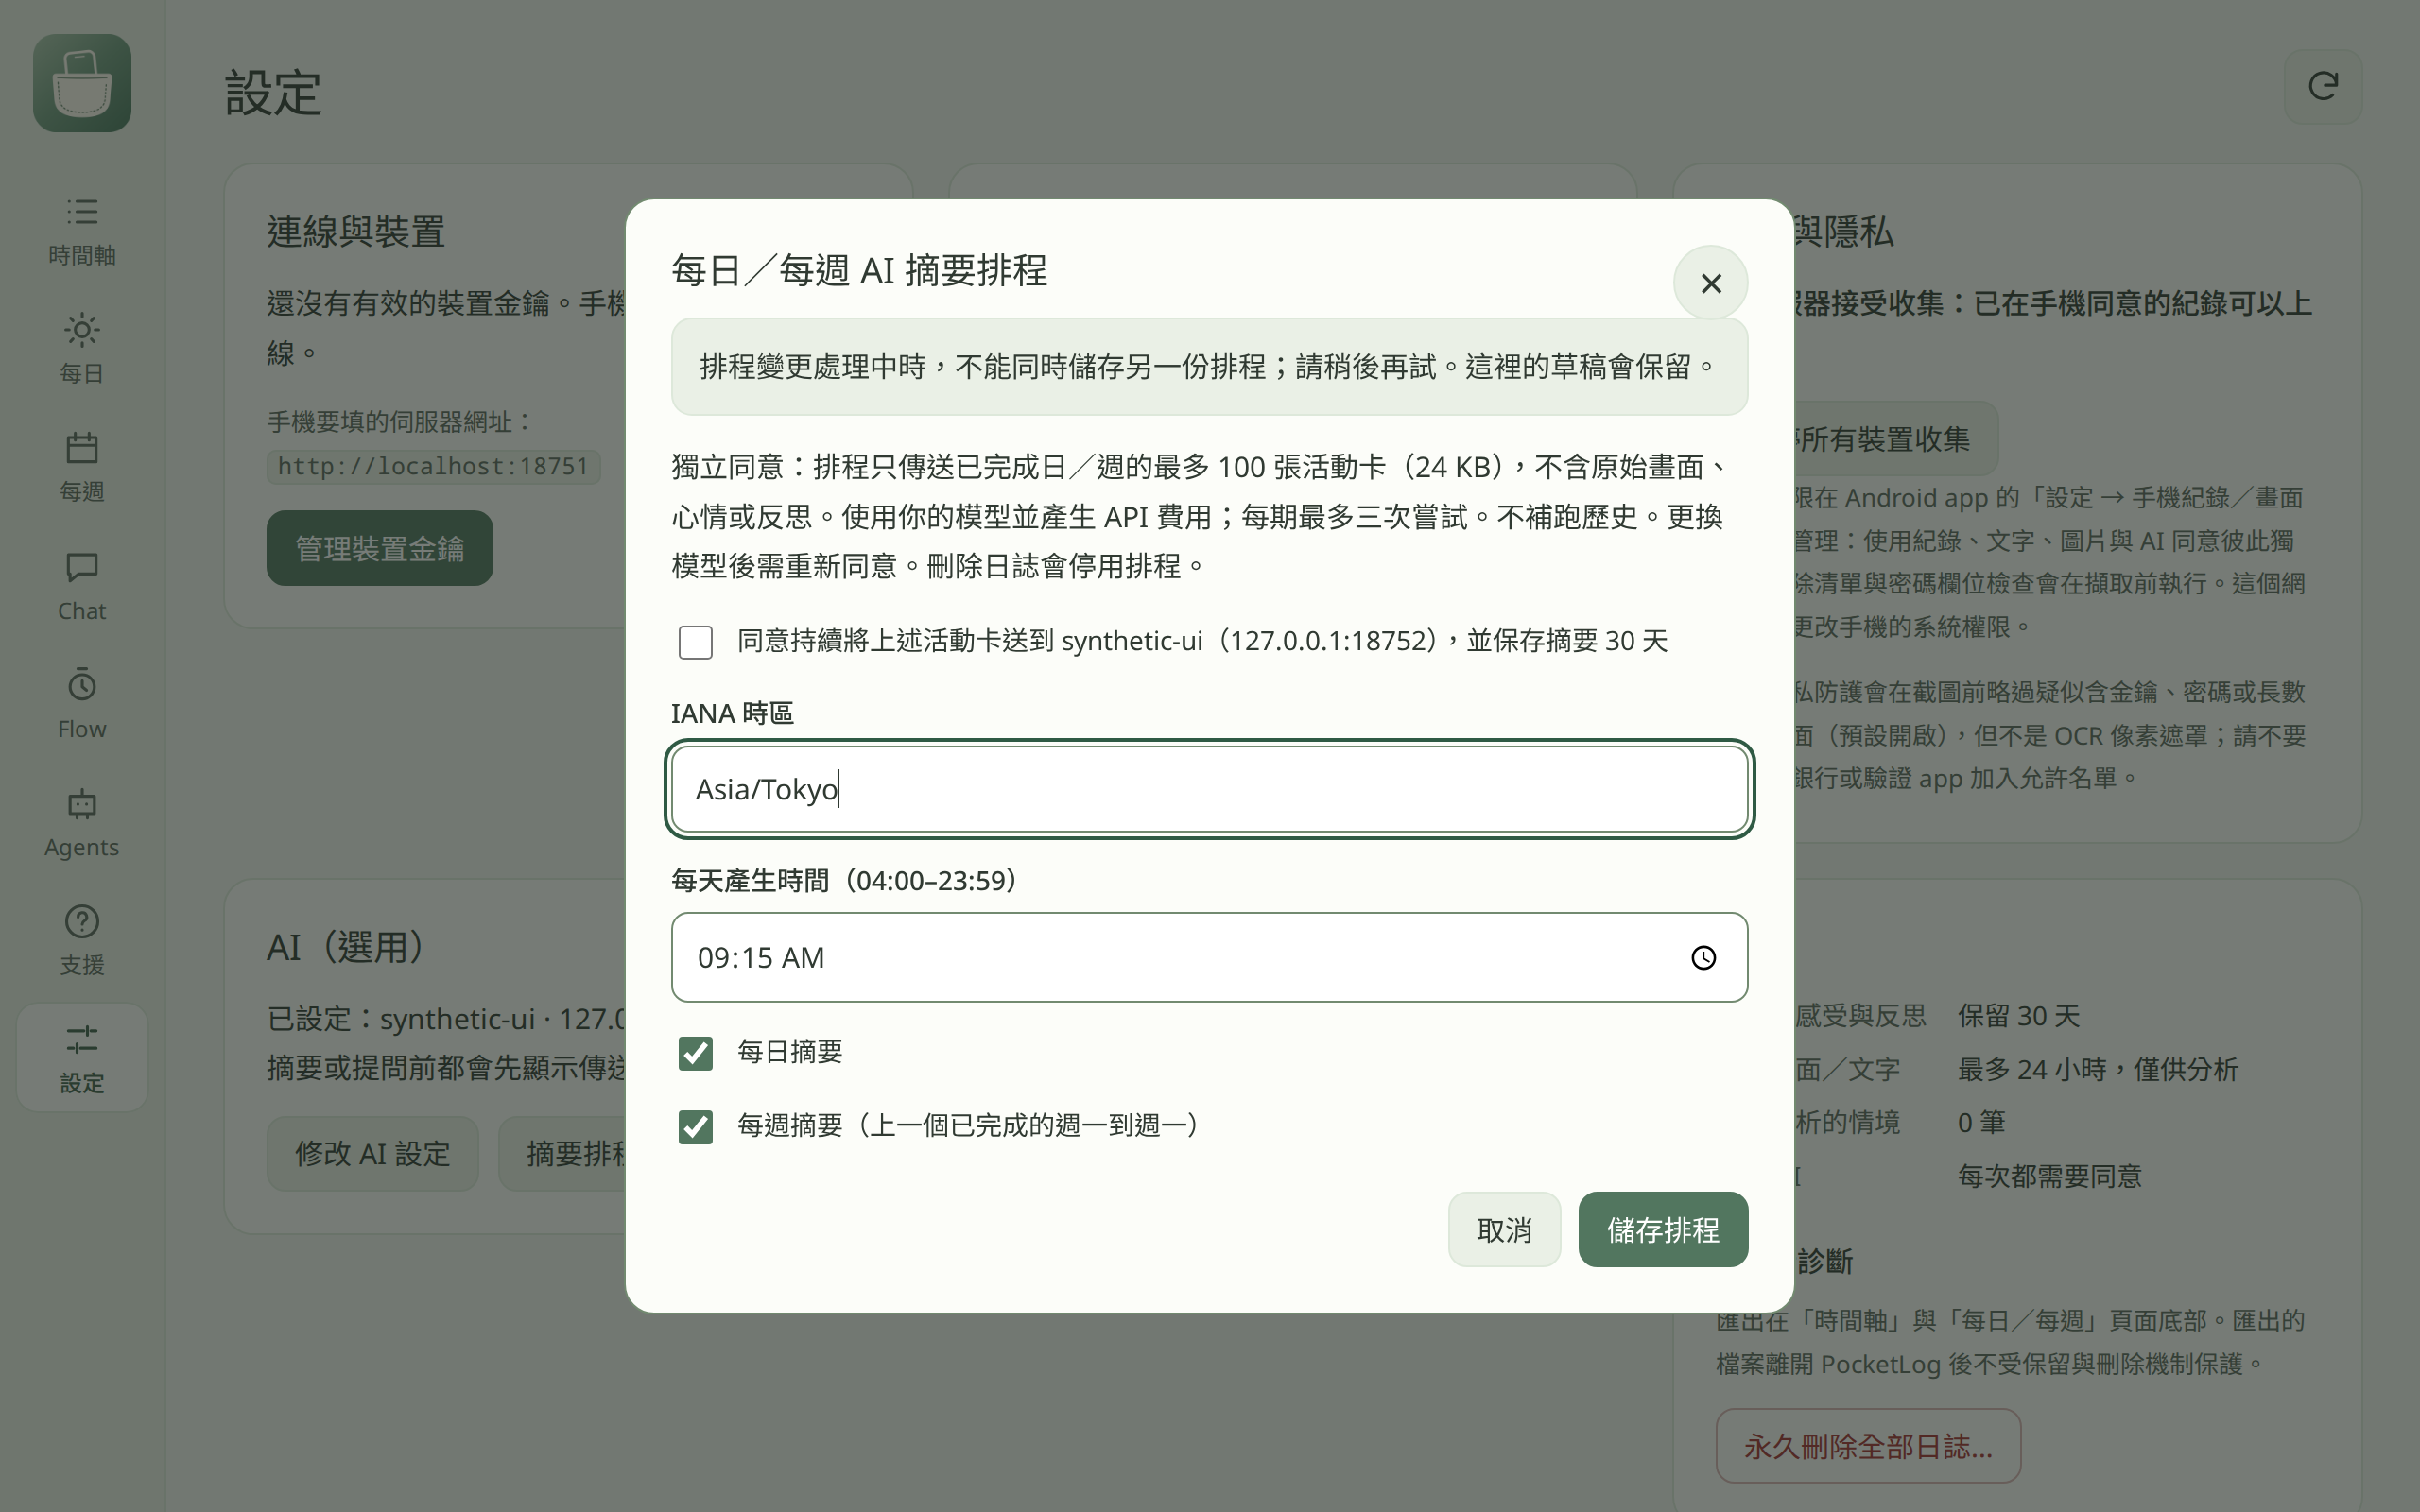 設定
時間軸
每日
每週
Chat
Flow
Agents
支援
設定
連線與裝置
還沒有有效的裝置金鑰。手機
線。
手機要填的伺服器網址：
http://localhost:18751
管理裝置金鑰
AI（選用）
已設定：synthetic-ui · 127.0
摘要或提問前都會先顯示傳送
修改 AI 設定
摘要排程
每日／每週 AI 摘要排程
排程變更處理中時，不能同時儲存另一份排程；請稍後再試。這裡的草稿會保留。
獨立同意：排程只傳送已完成日／週的最多 100 張活動卡（24 KB），不含原始畫面、
心情或反思。使用你的模型並產生 API 費用；每期最多三次嘗試。不補跑歷史。更換
模型後需重新同意。刪除日誌會停用排程。
同意持續將上述活動卡送到 synthetic-ui（127.0.0.1:18752），並保存摘要 30 天
IANA 時區
Asia/Tokyo
每天產生時間（04:00–23:59）
09:15 AM
每日摘要
每週摘要（上一個已完成的週一到週一）
取消
儲存排程
與隱私
器接受收集：已在手機同意的紀錄可以上
所有裝置收集
限在 Android app 的「設定 → 手機紀錄／畫面
管理：使用紀錄、文字、圖片與 AI 同意彼此獨
除清單與密碼欄位檢查會在擷取前執行。這個網
更改手機的系統權限。
私防護會在截圖前略過疑似含金鑰、密碼或長數
面（預設開啟），但不是 OCR 像素遮罩；請不要
銀行或驗證 app 加入允許名單。
感受與反思
保留 30 天
面／文字
最多 24 小時，僅供分析
析的情境
0 筆
每次都需要同意
診斷
匯出在「時間軸」與「每日／每週」頁面底部。匯出的
檔案離開 PocketLog 後不受保留與刪除機制保護。
永久刪除全部日誌…